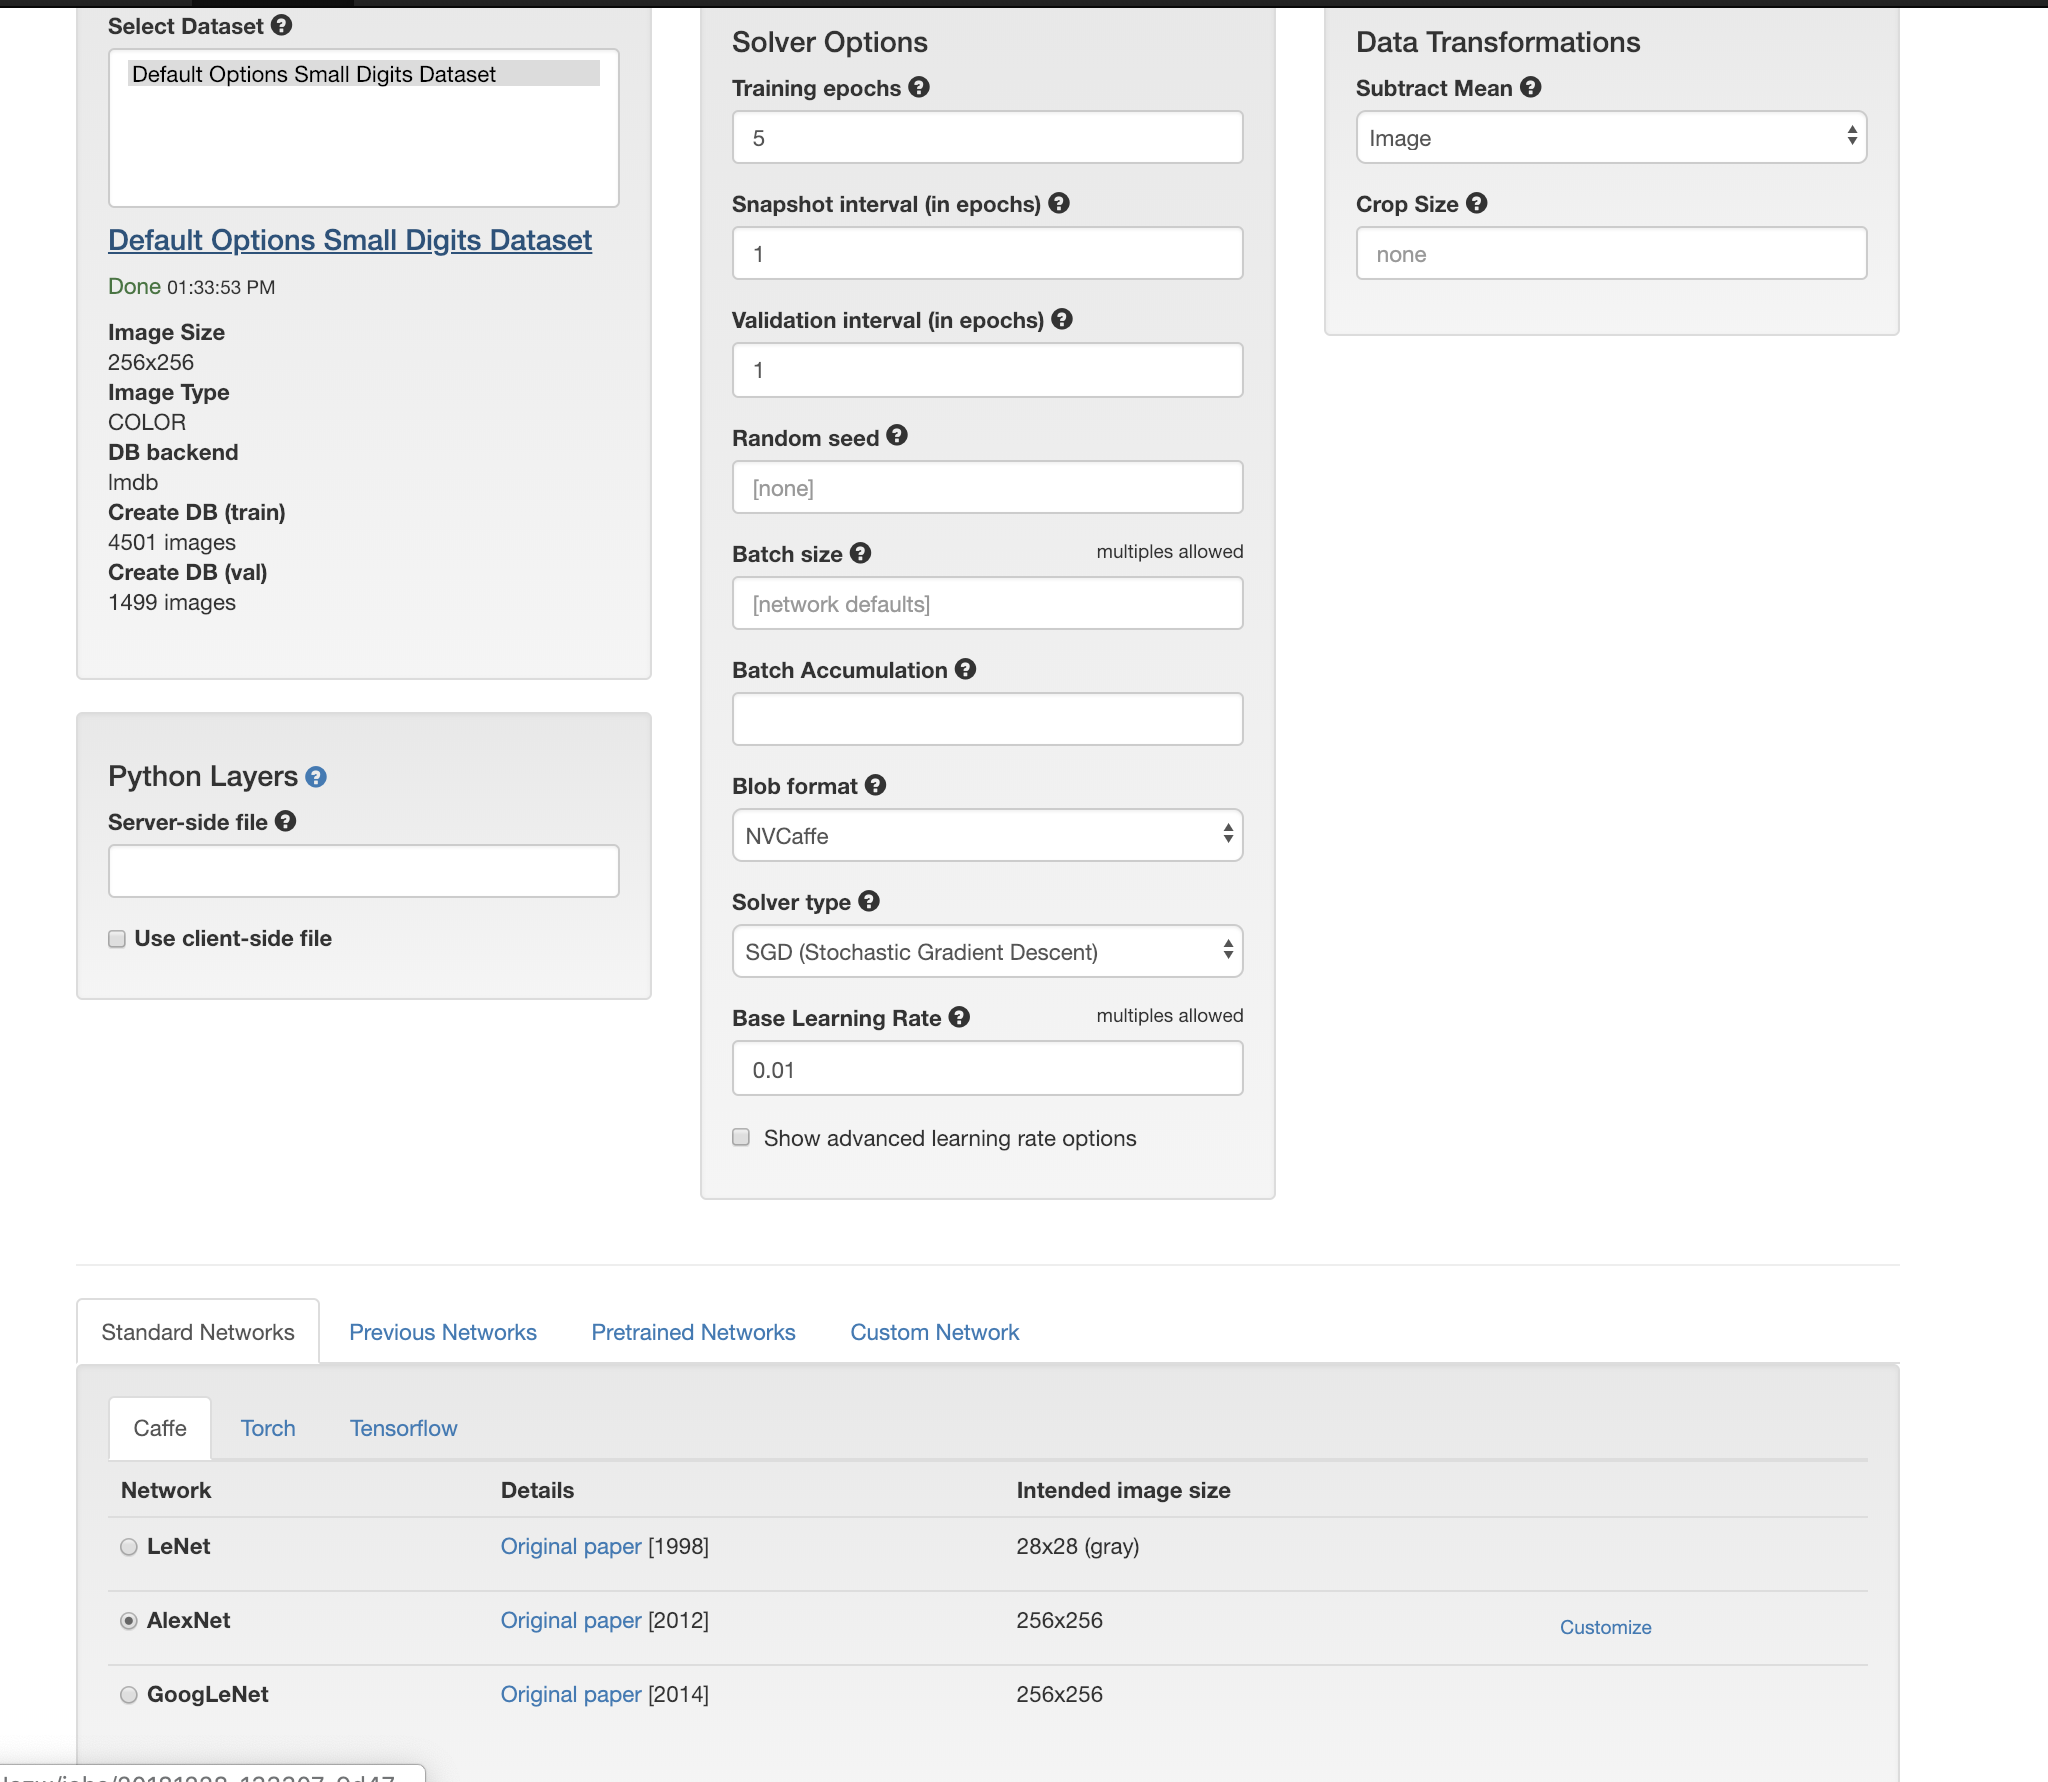 Select Dataset
Default Options Small Digits Dataset
Default Options Small Digits Dataset
Done 01:33:53 PM
Image Size
256x256
Image Type
COLOR
DB backend
lmdb
Create DB (train)
4501 images
Create DB (val)
1499 images
Python Layers
Server-side file
Use client-side file
Solver Options
Training epochs
5
Snapshot interval (in epochs)
1
Validation interval (in epochs)
1
Random seed
[none]
Batch size multiples allowed
[network defaults]
Batch Accumulation
Blob format
NVCaffe
Solver type
SGD (Stochastic Gradient Descent)
Base Learning Rate multiples allowed
0.01
Show advanced learning rate options
Data Transformations
Subtract Mean
Image
Crop Size
none
Standard Networks Previous Networks Pretrained Networks Custom Network
Caffe Torch Tensorflow
Network Details Intended image size
LeNet Original paper [1998] 28x28 (gray)
AlexNet Original paper [2012] 256x256 Customize
GoogLeNet Original paper [2014] 256x256